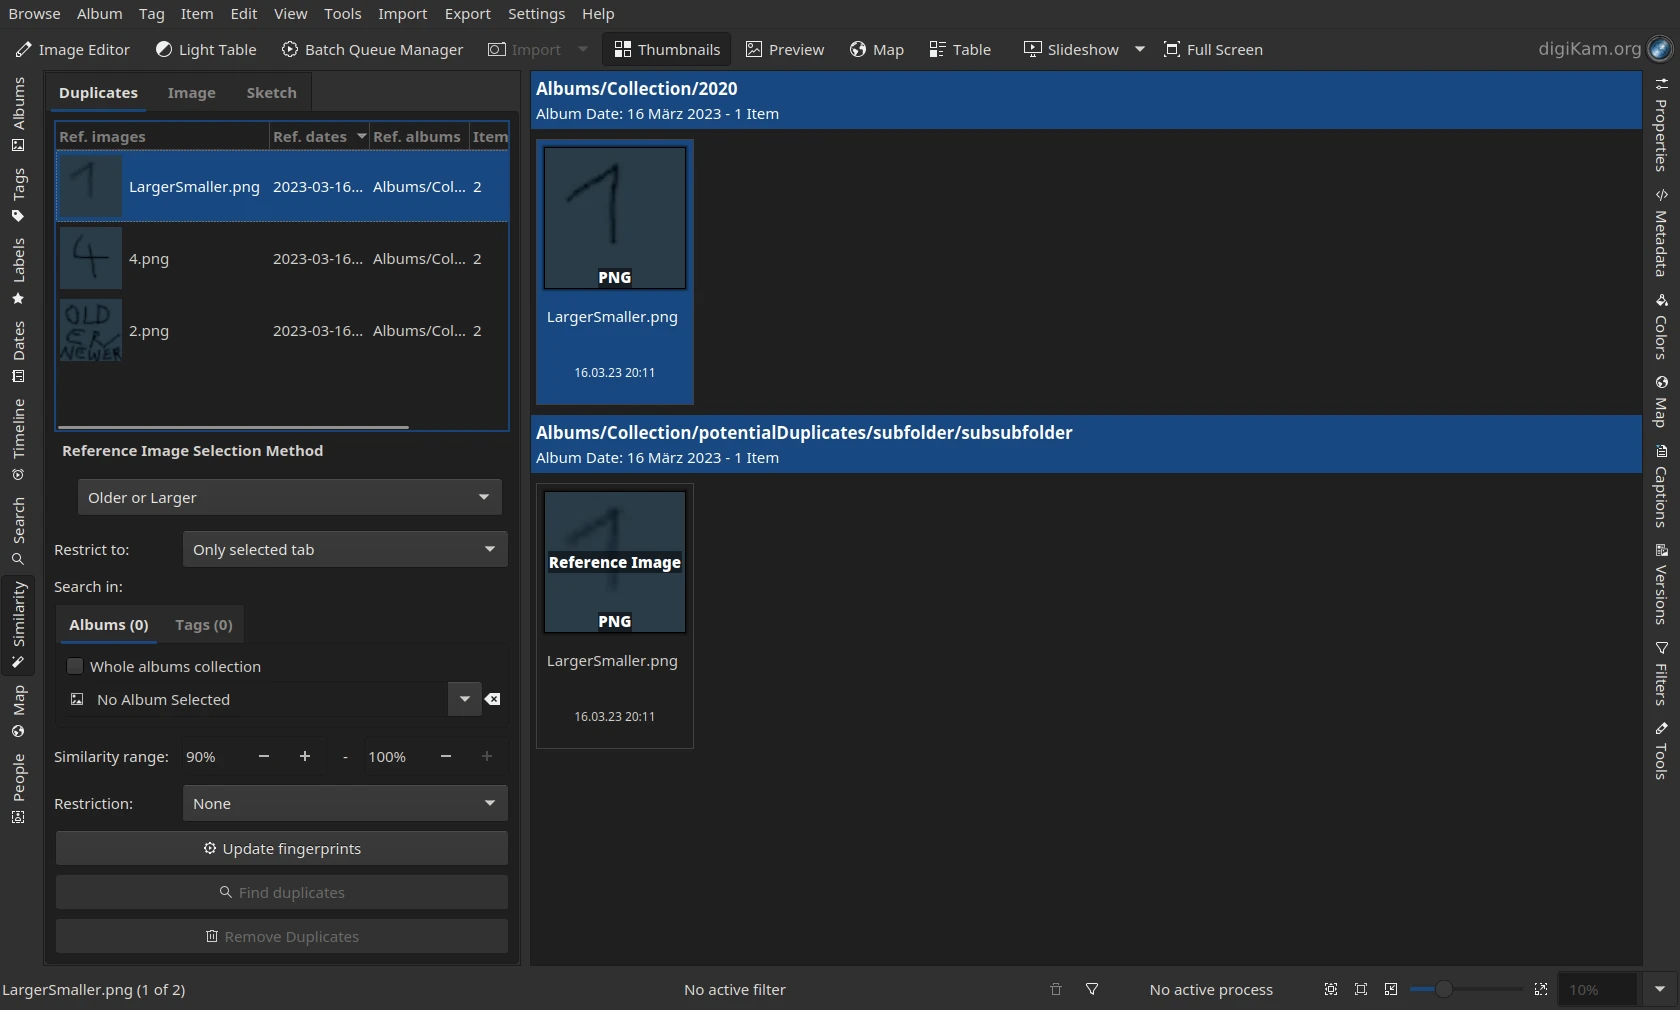 Browse Album Tag Item Edit View Tools Import Export Settings Help
Image Editor Light Table Batch Queue Manager Import Thumbnails Preview Map Table Slideshow Full Screen digiKam.org
Albums
Tags
Labels
Dates
Timeline
Search
Similarity
Map
People
Duplicates Image Sketch
Ref. images Ref. dates Ref. albums Item
1 LargerSmaller.png 2023-03-16... Albums/Col... 2
4 4.png 2023-03-16... Albums/Col... 2
OLD
ER
NEWER
2.png 2023-03-16... Albums/Col... 2
Reference Image Selection Method
Older or Larger
Restrict to: Only selected tab
Search in:
Albums (0) Tags (0)
Whole albums collection
No Album Selected
Similarity range: 90% − + - 100% − +
Restriction: None
Update fingerprints
Find duplicates
Remove Duplicates
Albums/Collection/2020
Album Date: 16 März 2023 - 1 Item
1
PNG
LargerSmaller.png
16.03.23 20:11
Albums/Collection/potentialDuplicates/subfolder/subsubfolder
Album Date: 16 März 2023 - 1 Item
1
Reference Image
PNG
LargerSmaller.png
16.03.23 20:11
Properties
Metadata
Colors
Map
Captions
Versions
Filters
Tools
LargerSmaller.png (1 of 2) No active filter No active process 10%